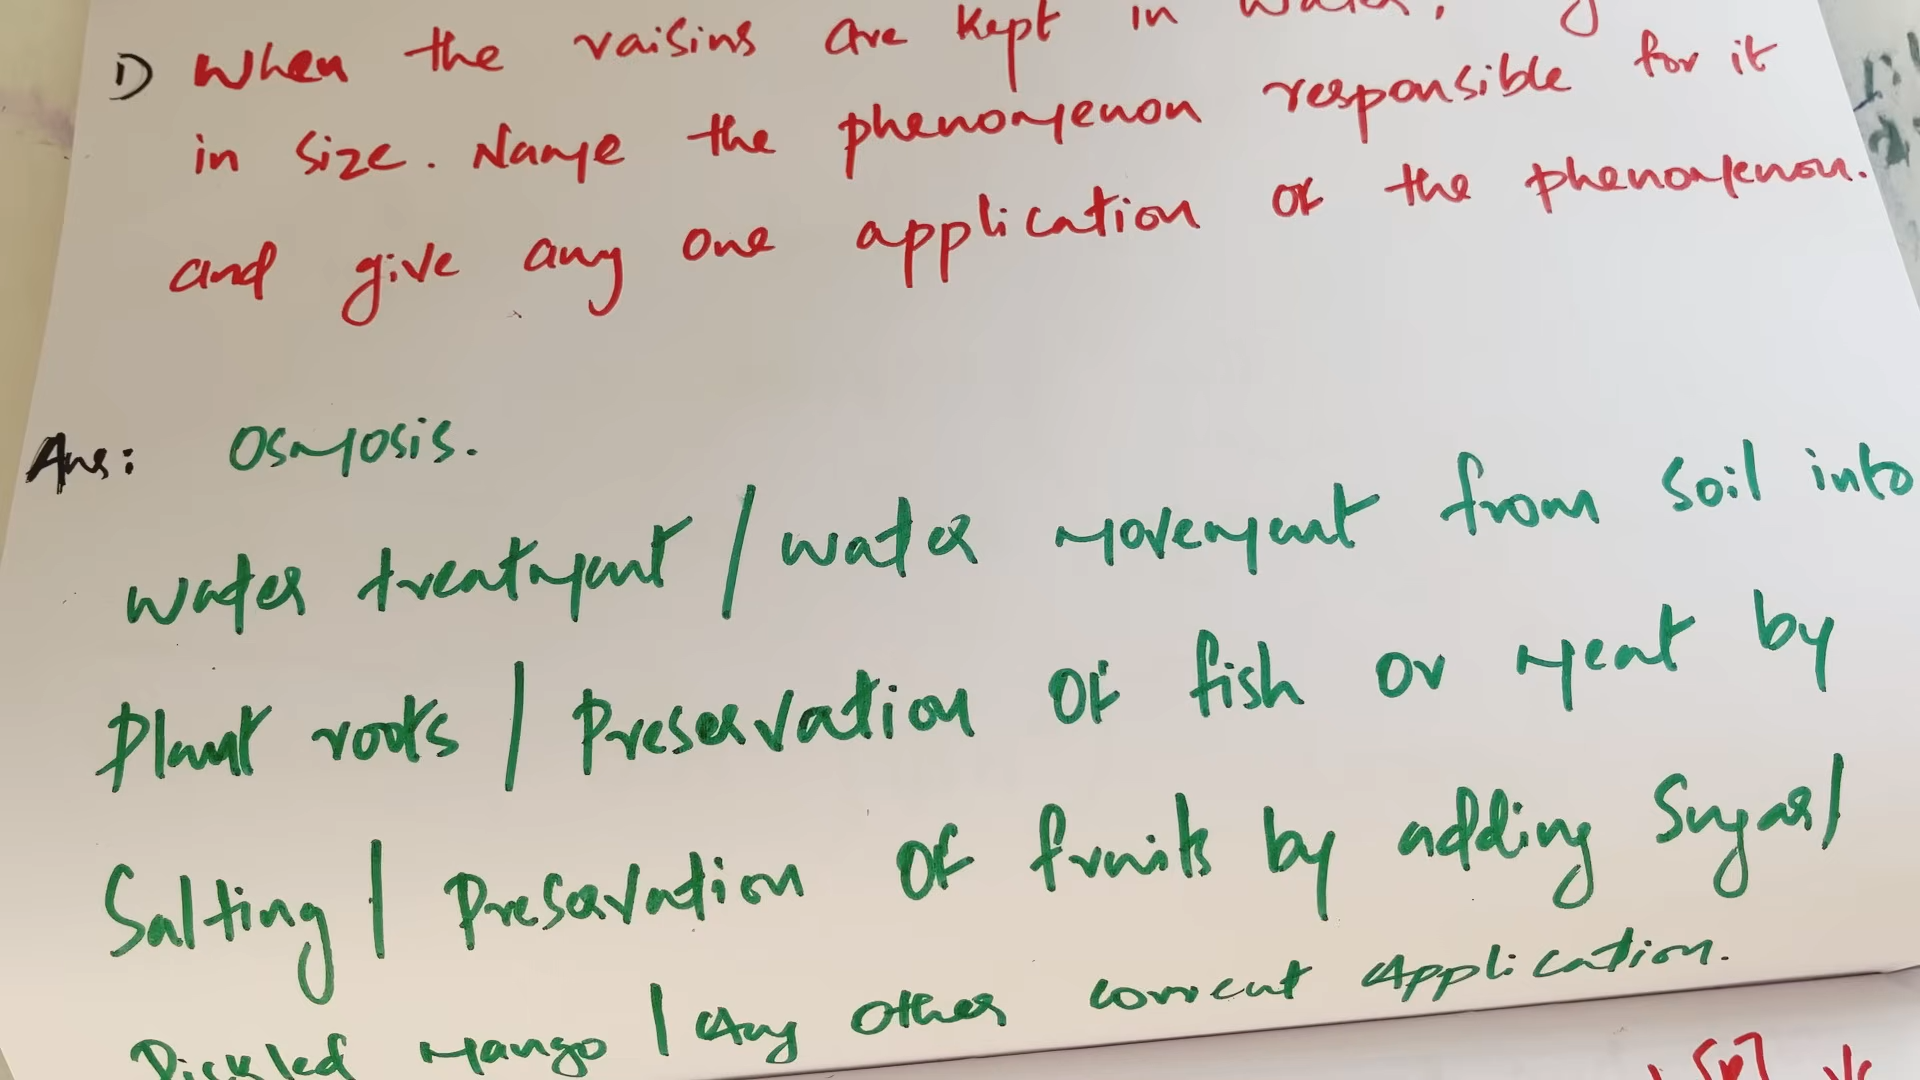 1) When the raisins are kept in water,
in size. Name the phenomenon responsible for it
and give any one application of the phenomenon.
Ans: Osmosis.
Water treatment / water movement from soil into
Plant roots / Preservation of fish or meat by
Salting / Preservation of fruits by adding Sugar /
Pickled mango / Any other correct Application.